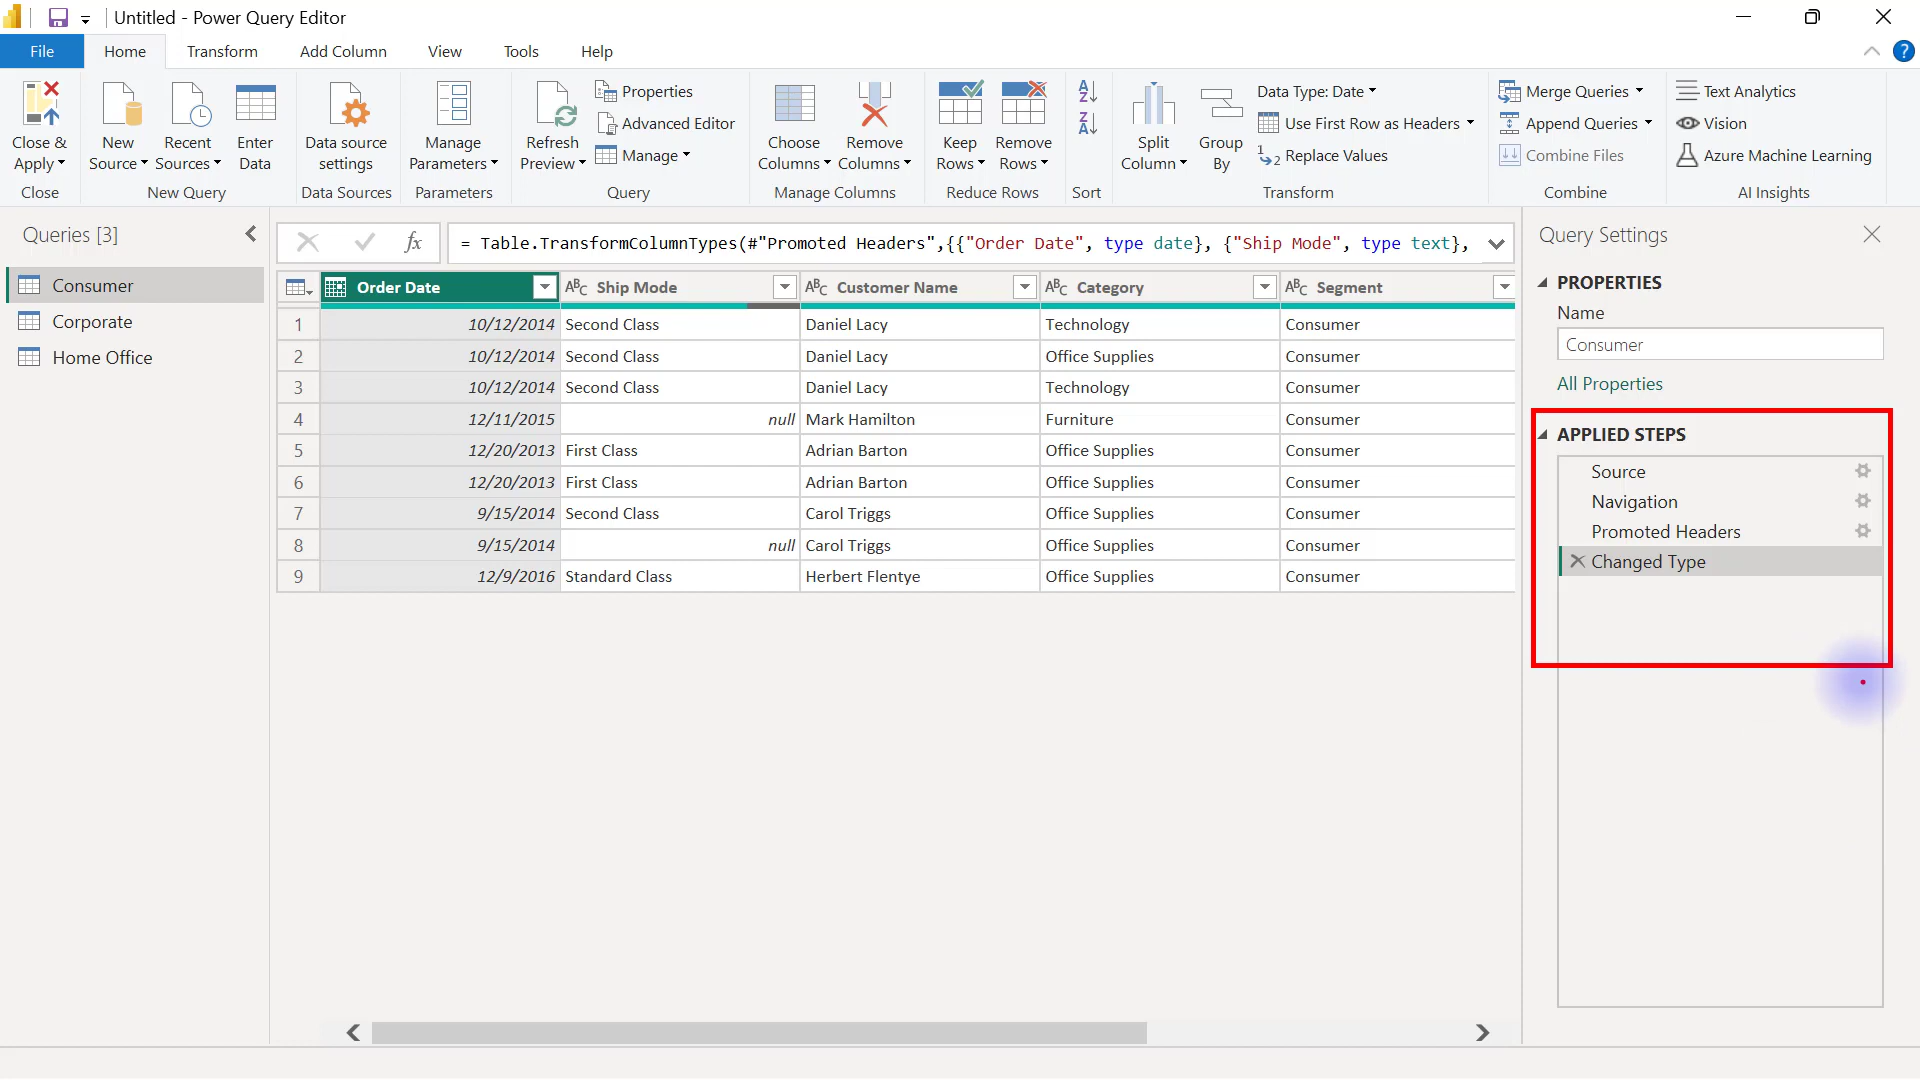 Untitled - Power Query Editor
File Home Transform Add Column View Tools Help
Close & Apply
New Source
Recent Sources
Enter Data
Data source settings
Manage Parameters
Refresh Preview
Properties
Advanced Editor
Manage
Choose Columns
Remove Columns
Keep Rows
Remove Rows
Split Column
Group By
Data Type: Date
Use First Row as Headers
Replace Values
Merge Queries
Append Queries
Combine Files
Text Analytics
Vision
Azure Machine Learning
Close New Query Data Sources Parameters Query Manage Columns Reduce Rows Sort Transform Combine AI Insights
Queries [3]
Consumer
Corporate
Home Office
fx = Table.TransformColumnTypes(#"Promoted Headers",{{"Order Date", type date}, {"Ship Mode", type text},
Order Date ABC Ship Mode ABC Customer Name ABC Category ABC Segment
1 10/12/2014 Second Class Daniel Lacy Technology Consumer
2 10/12/2014 Second Class Daniel Lacy Office Supplies Consumer
3 10/12/2014 Second Class Daniel Lacy Technology Consumer
4 12/11/2015 null Mark Hamilton Furniture Consumer
5 12/20/2013 First Class Adrian Barton Office Supplies Consumer
6 12/20/2013 First Class Adrian Barton Office Supplies Consumer
7 9/15/2014 Second Class Carol Triggs Office Supplies Consumer
8 9/15/2014 null Carol Triggs Office Supplies Consumer
9 12/9/2016 Standard Class Herbert Flentye Office Supplies Consumer
Query Settings
PROPERTIES
Name
Consumer
All Properties
APPLIED STEPS
Source
Navigation
Promoted Headers
Changed Type